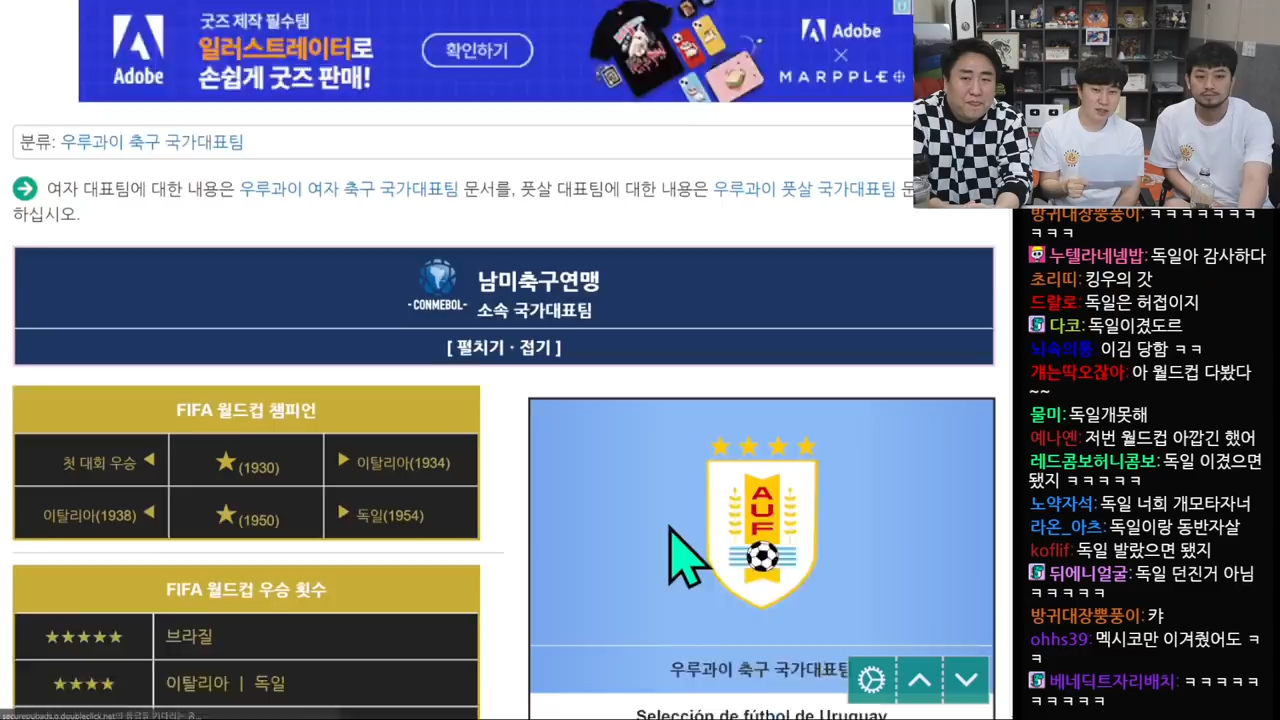 굿즈 제작 필수템
일러스트레이터로
손쉽게 굿즈 판매!
Adobe
확인하기
Adobe
×
MARPPLE
분류: 우루과이 축구 국가대표팀
여자 대표팀에 대한 내용은 우루과이 여자 축구 국가대표팀 문서를, 풋살 대표팀에 대한 내용은 우루과이 풋살 국가대표팀 문
하십시오.
남미축구연맹
-CONMEBOL-
소속 국가대표팀
[ 펼치기 · 접기 ]
FIFA 월드컵 챔피언
첫 대회 우승 ◀ ★(1930) ▶ 이탈리아(1934)
이탈리아(1938) ◀ ★(1950) ▶ 독일(1954)
FIFA 월드컵 우승 횟수
★★★★★ 브라질
★★★★ 이탈리아 | 독일
★★★★
AUF
우루과이 축구 국가대표팀
Selección de fútbol de Uruguay
방귀대장뿡풍이: ㅋㅋㅋㅋㅋㅋㅋ
ㅋㅋㅋㅋ
누텔라네넴밥: 독일아 감사하다
초리띠: 킹우의 갓
드랄로: 독일은 허접이지
다코: 독일이겼도르
뇌속의통: 이김 당함 ㅋㅋ
걔는딱오잖아: 아 월드컵 다봤다
~~
물미: 독일개못해
예나옌: 저번 월드컵 아깝긴 했어
레드콤보허니콤보: 독일 이겼으면
됐지 ㅋㅋㅋㅋㅋ
노약자석: 독일 너희 개모타자너
라온_아츠: 독일이랑 동반자살
koflif: 독일 발랐으면 됐지
뒤에니얼굴: 독일 던진거 아님
ㅋㅋㅋㅋㅋ
방귀대장뿡풍이: 캬
ohhs39: 멕시코만 이겨줬어도 ㅋ
ㅋ
베네딕트자리배치: ㅋㅋㅋㅋㅋ
ㅋㅋㅋㅋㅋ